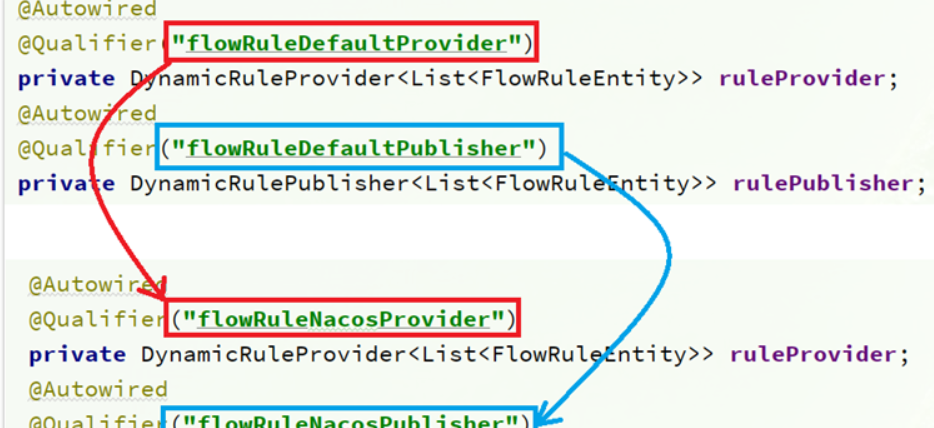 @Autowired
@Qualifier("flowRuleDefaultProvider")
private DynamicRuleProvider<List<FlowRuleEntity>> ruleProvider;
@Autowired
@Qualifier("flowRuleDefaultPublisher")
private DynamicRulePublisher<List<FlowRuleEntity>> rulePublisher;
@Autowired
@Qualifier("flowRuleNacosProvider")
private DynamicRuleProvider<List<FlowRuleEntity>> ruleProvider;
@Autowired
@Qualifier("flowRuleNacosPublisher")